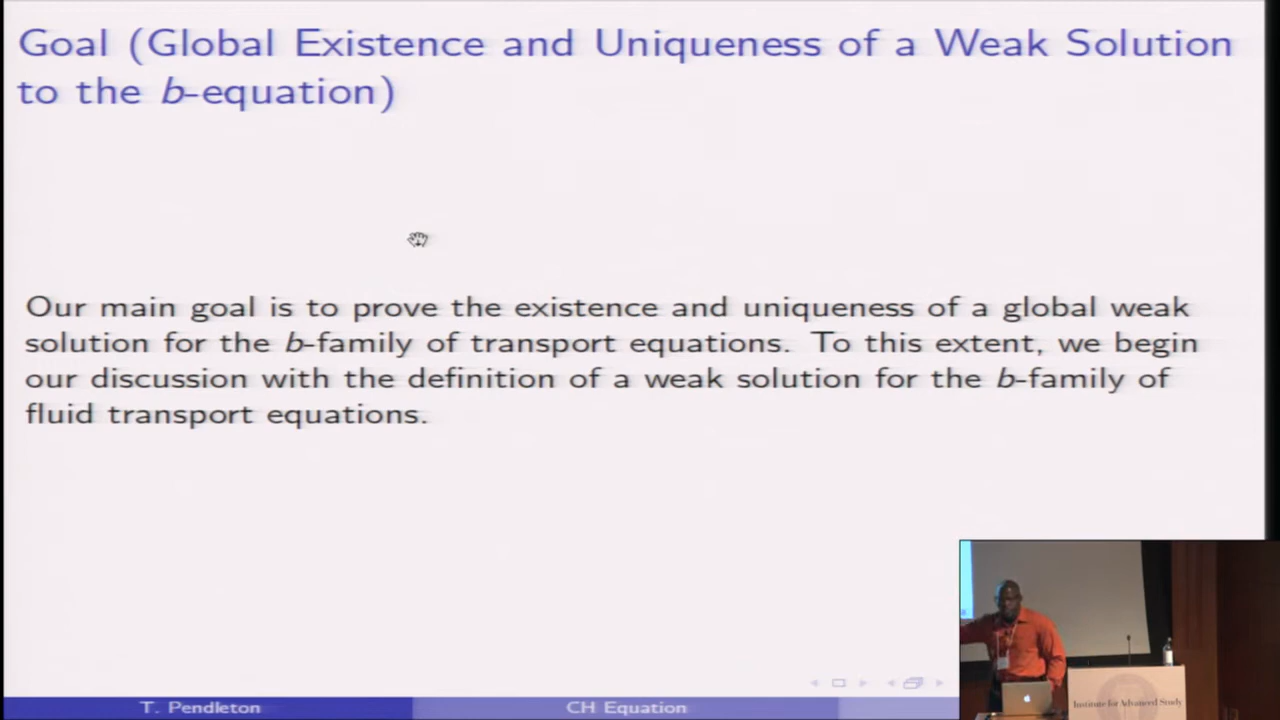 Goal (Global Existence and Uniqueness of a Weak Solution
to the b-equation)
Our main goal is to prove the existence and uniqueness of a global weak
solution for the b-family of transport equations. To this extent, we begin
our discussion with the definition of a weak solution for the b-family of
fluid transport equations.
T. Pendleton
CH Equation
Institute for Advanced Study